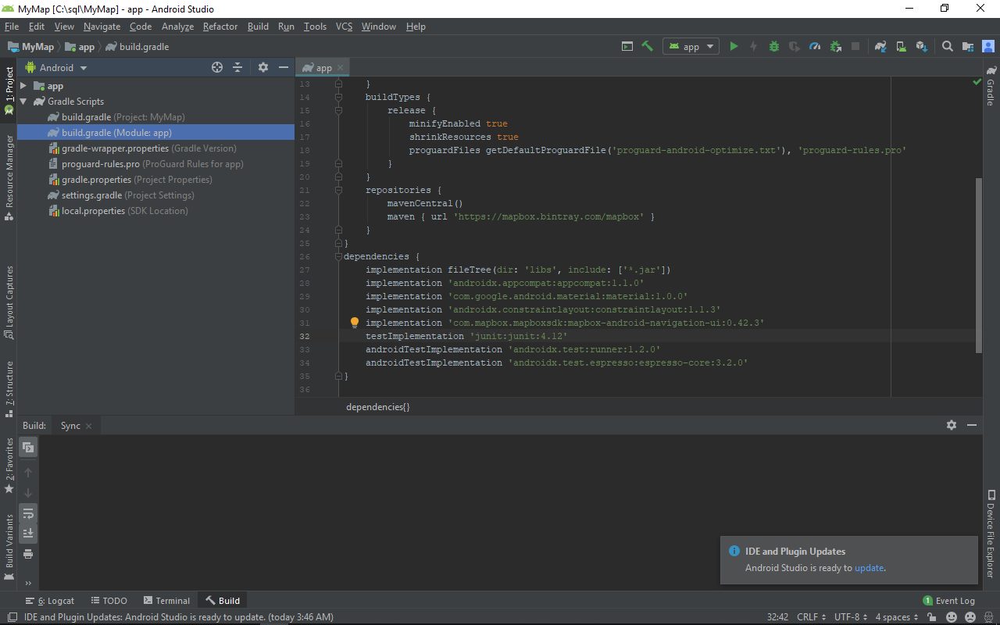 MyMap [C:\sql\MyMap] - app - Android Studio
File Edit View Navigate Code Analyze Refactor Build Run Tools VCS Window Help
MyMap app build.gradle
app
1: Project
Resource Manager
Layout Captures
7: Structure
2: Favorites
Build Variants
Android
app
Gradle Scripts
build.gradle (Project: MyMap)
build.gradle (Module: app)
gradle-wrapper.properties (Gradle Version)
proguard-rules.pro (ProGuard Rules for app)
gradle.properties (Project Properties)
settings.gradle (Project Settings)
local.properties (SDK Location)
app
13 }
14 buildTypes {
15 release {
16 minifyEnabled true
17 shrinkResources true
18 proguardFiles getDefaultProguardFile('proguard-android-optimize.txt'), 'proguard-rules.pro'
19 }
20 }
21 repositories {
22 mavenCentral()
23 maven { url 'https://mapbox.bintray.com/mapbox' }
24 }
25 }
26 dependencies {
27 implementation fileTree(dir: 'libs', include: ['*.jar'])
28 implementation 'androidx.appcompat:appcompat:1.1.0'
29 implementation 'com.google.android.material:material:1.0.0'
30 implementation 'androidx.constraintlayout:constraintlayout:1.1.3'
31 implementation 'com.mapbox.mapboxsdk:mapbox-android-navigation-ui:0.42.3'
32 testImplementation 'junit:junit:4.12'
33 androidTestImplementation 'androidx.test:runner:1.2.0'
34 androidTestImplementation 'androidx.test.espresso:espresso-core:3.2.0'
35 }
36
dependencies{}
Gradle
Device File Explorer
Build: Sync
IDE and Plugin Updates
Android Studio is ready to update.
6: Logcat TODO Terminal Build 1 Event Log
IDE and Plugin Updates: Android Studio is ready to update. (today 3:46 AM) 32:42 CRLF UTF-8 4 spaces